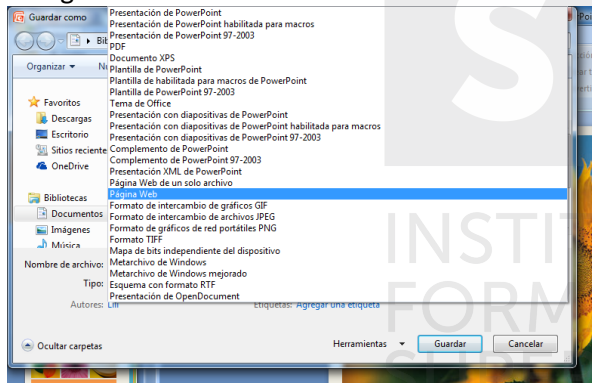 Guardar como
Presentación de PowerPoint
Presentación de PowerPoint habilitada para macros
Presentación de PowerPoint 97-2003
PDF
Documento XPS
Plantilla de PowerPoint
Plantilla de habilitada para macros de PowerPoint
Plantilla de PowerPoint 97-2003
Tema de Office
Presentación con diapositivas de PowerPoint
Presentación con diapositivas de PowerPoint habilitada para macros
Presentación con diapositivas de PowerPoint 97-2003
Complemento de PowerPoint
Complemento de PowerPoint 97-2003
Presentación XML de PowerPoint
Página Web de un solo archivo
Página Web
Formato de intercambio de gráficos GIF
Formato de intercambio de archivos JPEG
Formato de gráficos de red portátiles PNG
Formato TIFF
Mapa de bits independiente del dispositivo
Metarchivo de Windows
Metarchivo de Windows mejorado
Esquema con formato RTF
Presentación de OpenDocument
Organizar
Favoritos
Descargas
Escritorio
Sitios reciente
OneDrive
Bibliotecas
Documentos
Imágenes
Música
Nombre de archivo:
Tipo:
Autores: Lili
Etiquetas: Agregar una etiqueta
Ocultar carpetas
Herramientas
Guardar
Cancelar
INSTIT
FORM